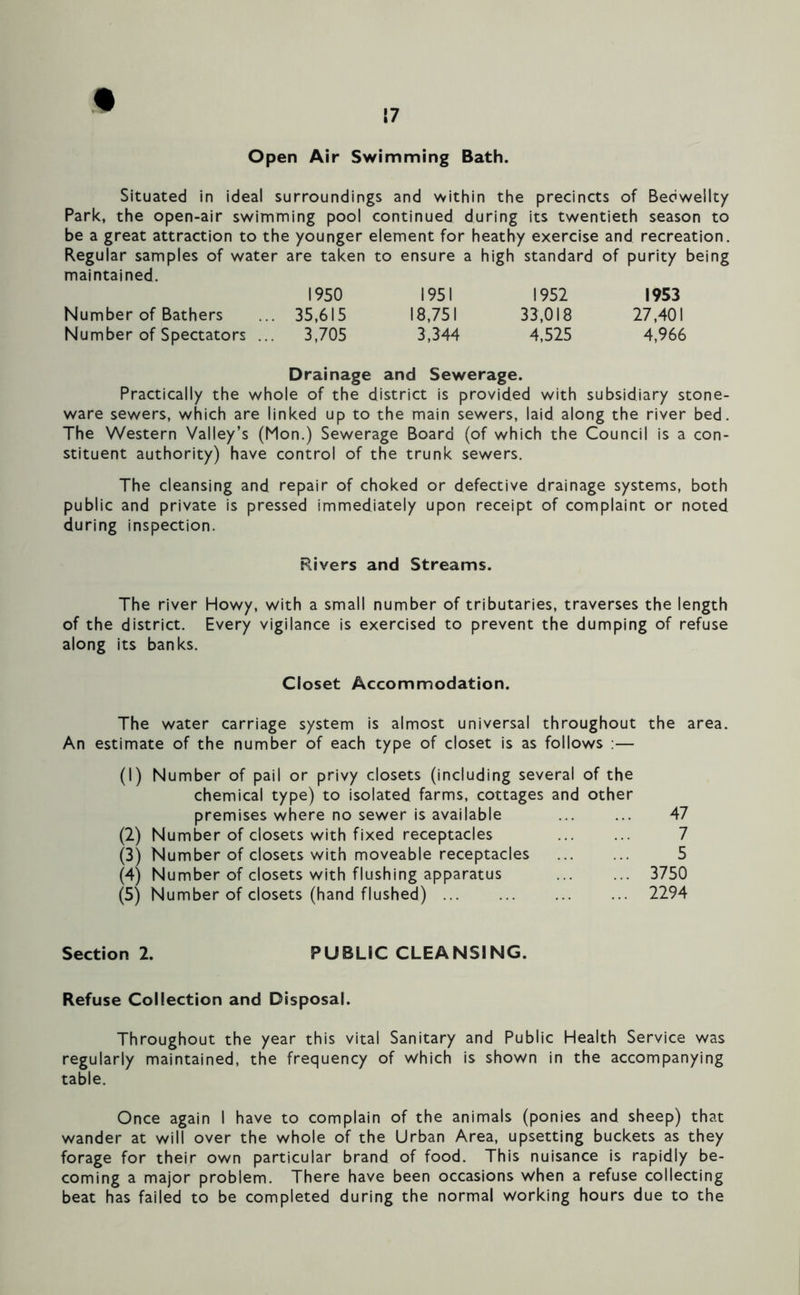 17
Open Air Swimming Bath.
Situated in ideal surroundings and within the precincts of Bedwellty
Park, the open-air swimming pool continued during its twentieth season to
be a great attraction to the younger element for heathy exercise and recreation.
Regular samples of water are taken to ensure a high standard of purity being
maintained.
1950 1951 1952 1953
Number of Bathers ... 35,615 18,751 33,018 27,401
Number of Spectators ... 3,705 3,344 4,525 4,966
Drainage and Sewerage.
Practically the whole of the district is provided with subsidiary stone-
ware sewers, which are linked up to the main sewers, laid along the river bed.
The Western Valley's (Mon.) Sewerage Board (of which the Council is a con-
stituent authority) have control of the trunk sewers.
The cleansing and repair of choked or defective drainage systems, both
public and private is pressed immediately upon receipt of complaint or noted
during inspection.
Rivers and Streams.
The river Howy, with a small number of tributaries, traverses the length
of the district. Every vigilance is exercised to prevent the dumping of refuse
along its banks.
Closet Accommodation.
The water carriage system is almost universal throughout the area.
An estimate of the number of each type of closet is as follows :—
(1) Number of pail or privy closets (including several of the
chemical type) to isolated farms, cottages and other
premises where no sewer is available ... ... 47
(2) Number of closets with fixed receptacles ... ... 7
(3) Number of closets with moveable receptacles ... ... 5
(4) Number of closets with flushing apparatus ... ... 3750
(5) Number of closets (hand flushed) ... ... ... ... 2294
Section 2. PUBLIC CLEANSING.
Refuse Collection and Disposal.
Throughout the year this vital Sanitary and Public Health Service was
regularly maintained, the frequency of which is shown in the accompanying
table.
Once again I have to complain of the animals (ponies and sheep) that
wander at will over the whole of the Urban Area, upsetting buckets as they
forage for their own particular brand of food. This nuisance is rapidly be-
coming a major problem. There have been occasions when a refuse collecting
beat has failed to be completed during the normal working hours due to the